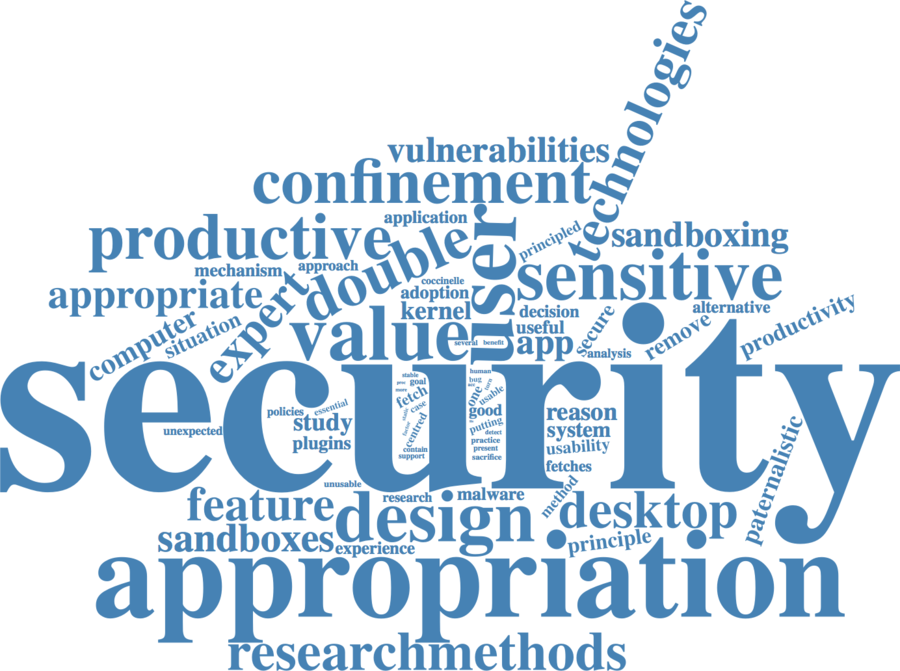 technologies
vulnerabilities
confinement
productive
application
double
user
principled
sandboxing
mechanism
approach
sensitive
appropriate
expert
coccinelle
adoption
kernel
value
several
benefit
decision
useful
app
secure
analysis
remove
alternative
productivity
computer
situation
security
policies
essential
study
plugins
unexpected
stable
goal
fetch
case
centred
contain
support
human
bug
one
usable
good
putting
detect
practice
present
sacrifice
reason
system
usability
fetches
unusable
research
malware
method
paternalistic
feature
design
desktop
sandboxes
experience
principle
appropriation
researchmethods